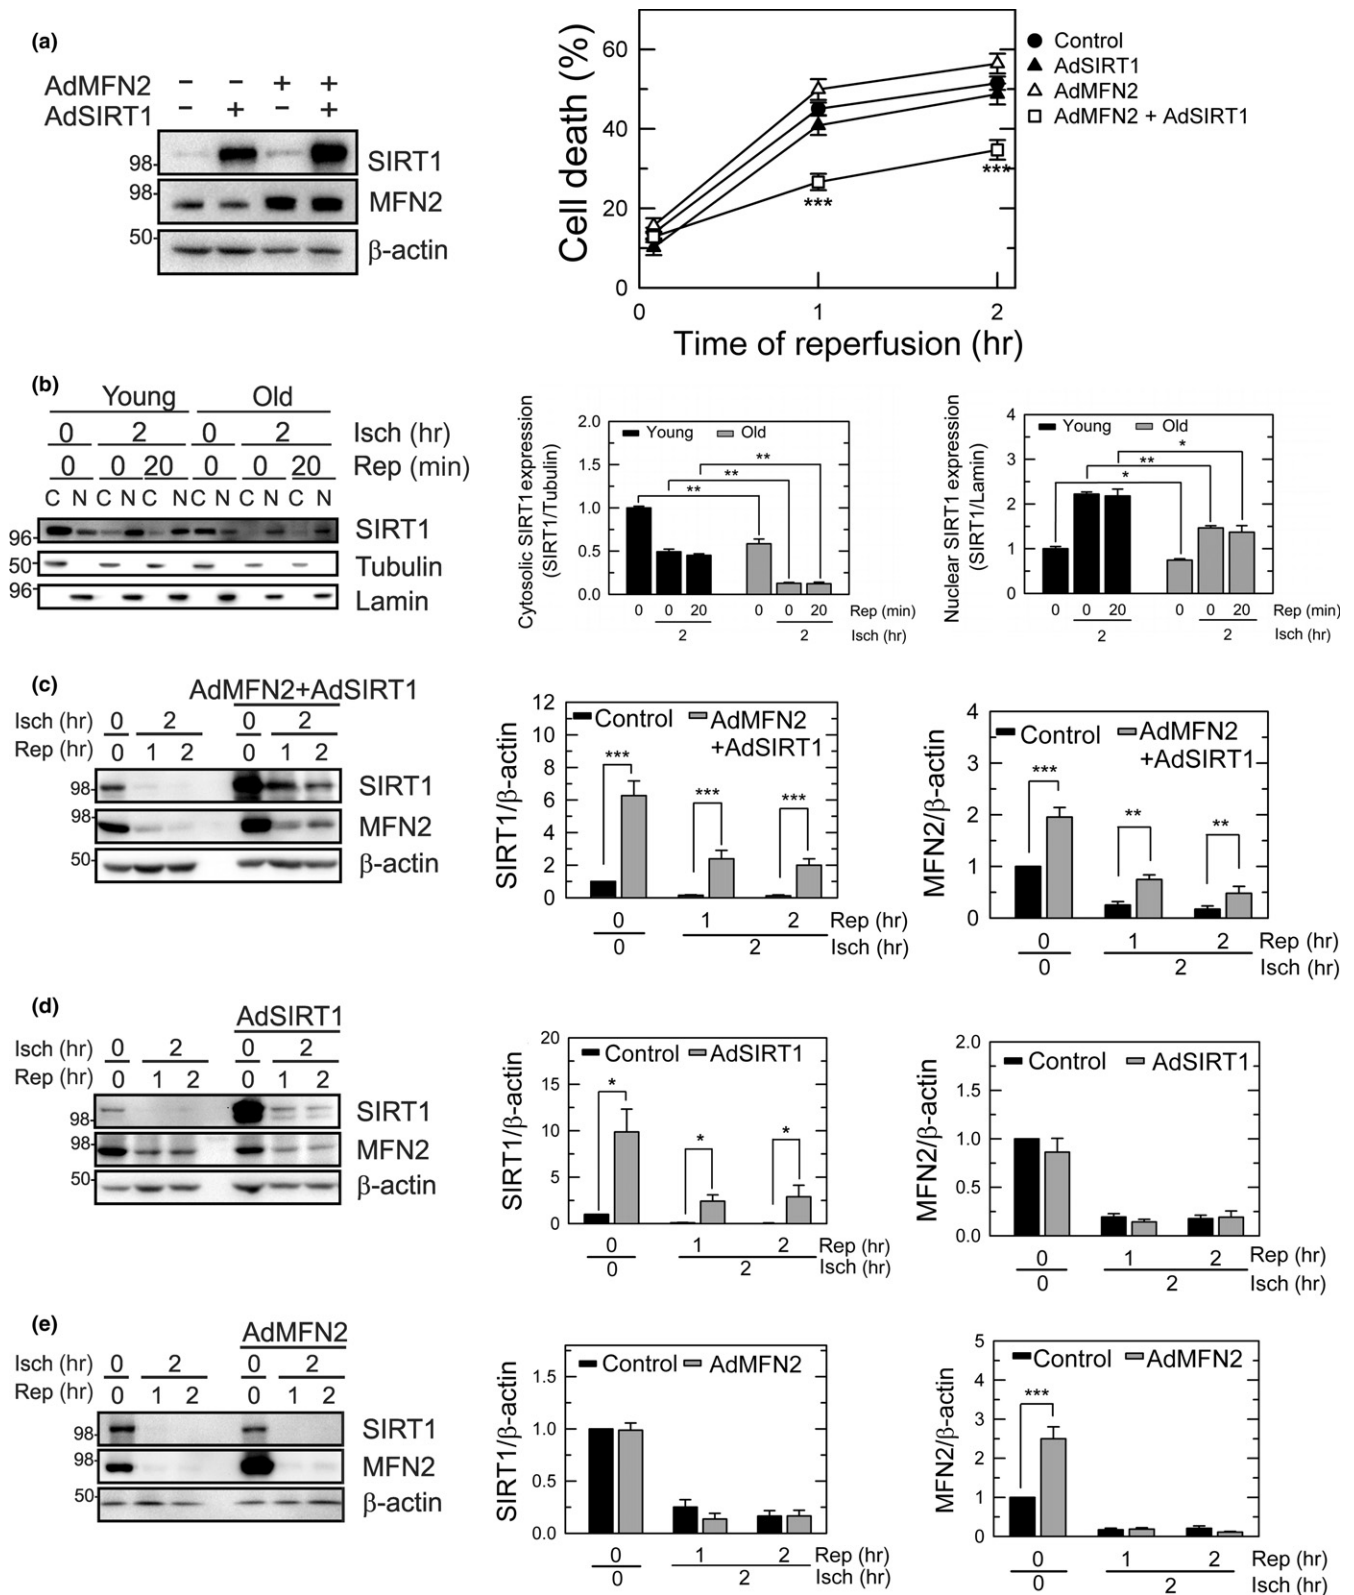 (a)
AdMFN2 − − + +
AdSIRT1 − + − +
98- SIRT1
98- MFN2
50- β-actin
Cell death (%)
60
40
20
0
0 1 2
Time of reperfusion (hr)
*** ***
Control
AdSIRT1
AdMFN2
AdMFN2 + AdSIRT1
(b)
Young Old
0 2 0 2 Isch (hr)
0 0 20 0 0 20 Rep (min)
C N C N C N C N C N C N
96- SIRT1
50- Tubulin
96- Lamin
Cytosolic SIRT1 expression
(SIRT1/Tubulin)
2.0
1.5
1.0
0.5
0.0
Young Old
**
**
**
0 0 20 0 0 20 Rep (min)
2 2 Isch (hr)
Nuclear SIRT1 expression
(SIRT1/Lamin)
4
3
2
1
0
Young Old
*
**
*
0 0 20 0 0 20 Rep (min)
2 2 Isch (hr)
(c)
AdMFN2+AdSIRT1
Isch (hr) 0 2 0 2
Rep (hr) 0 1 2 0 1 2
98- SIRT1
98- MFN2
50- β-actin
SIRT1/β-actin
12
10
8
6
4
2
0
Control AdMFN2
+AdSIRT1
*** *** ***
0 1 2 Rep (hr)
0 2 Isch (hr)
MFN2/β-actin
4
3
2
1
0
Control AdMFN2
+AdSIRT1
*** ** **
0 1 2 Rep (hr)
0 2 Isch (hr)
(d)
AdSIRT1
Isch (hr) 0 2 0 2
Rep (hr) 0 1 2 0 1 2
98- SIRT1
98- MFN2
50- β-actin
SIRT1/β-actin
20
15
10
5
0
Control AdSIRT1
* * *
0 1 2 Rep (hr)
0 2 Isch (hr)
MFN2/β-actin
2.0
1.5
1.0
0.5
0.0
Control AdSIRT1
0 1 2 Rep (hr)
0 2 Isch (hr)
(e)
AdMFN2
Isch (hr) 0 2 0 2
Rep (hr) 0 1 2 0 1 2
98- SIRT1
98- MFN2
50- β-actin
SIRT1/β-actin
1.5
1.0
0.5
0.0
Control AdMFN2
0 1 2 Rep (hr)
0 2 Isch (hr)
MFN2/β-actin
5
4
3
2
1
0
Control AdMFN2
***
0 1 2 Rep (hr)
0 2 Isch (hr)